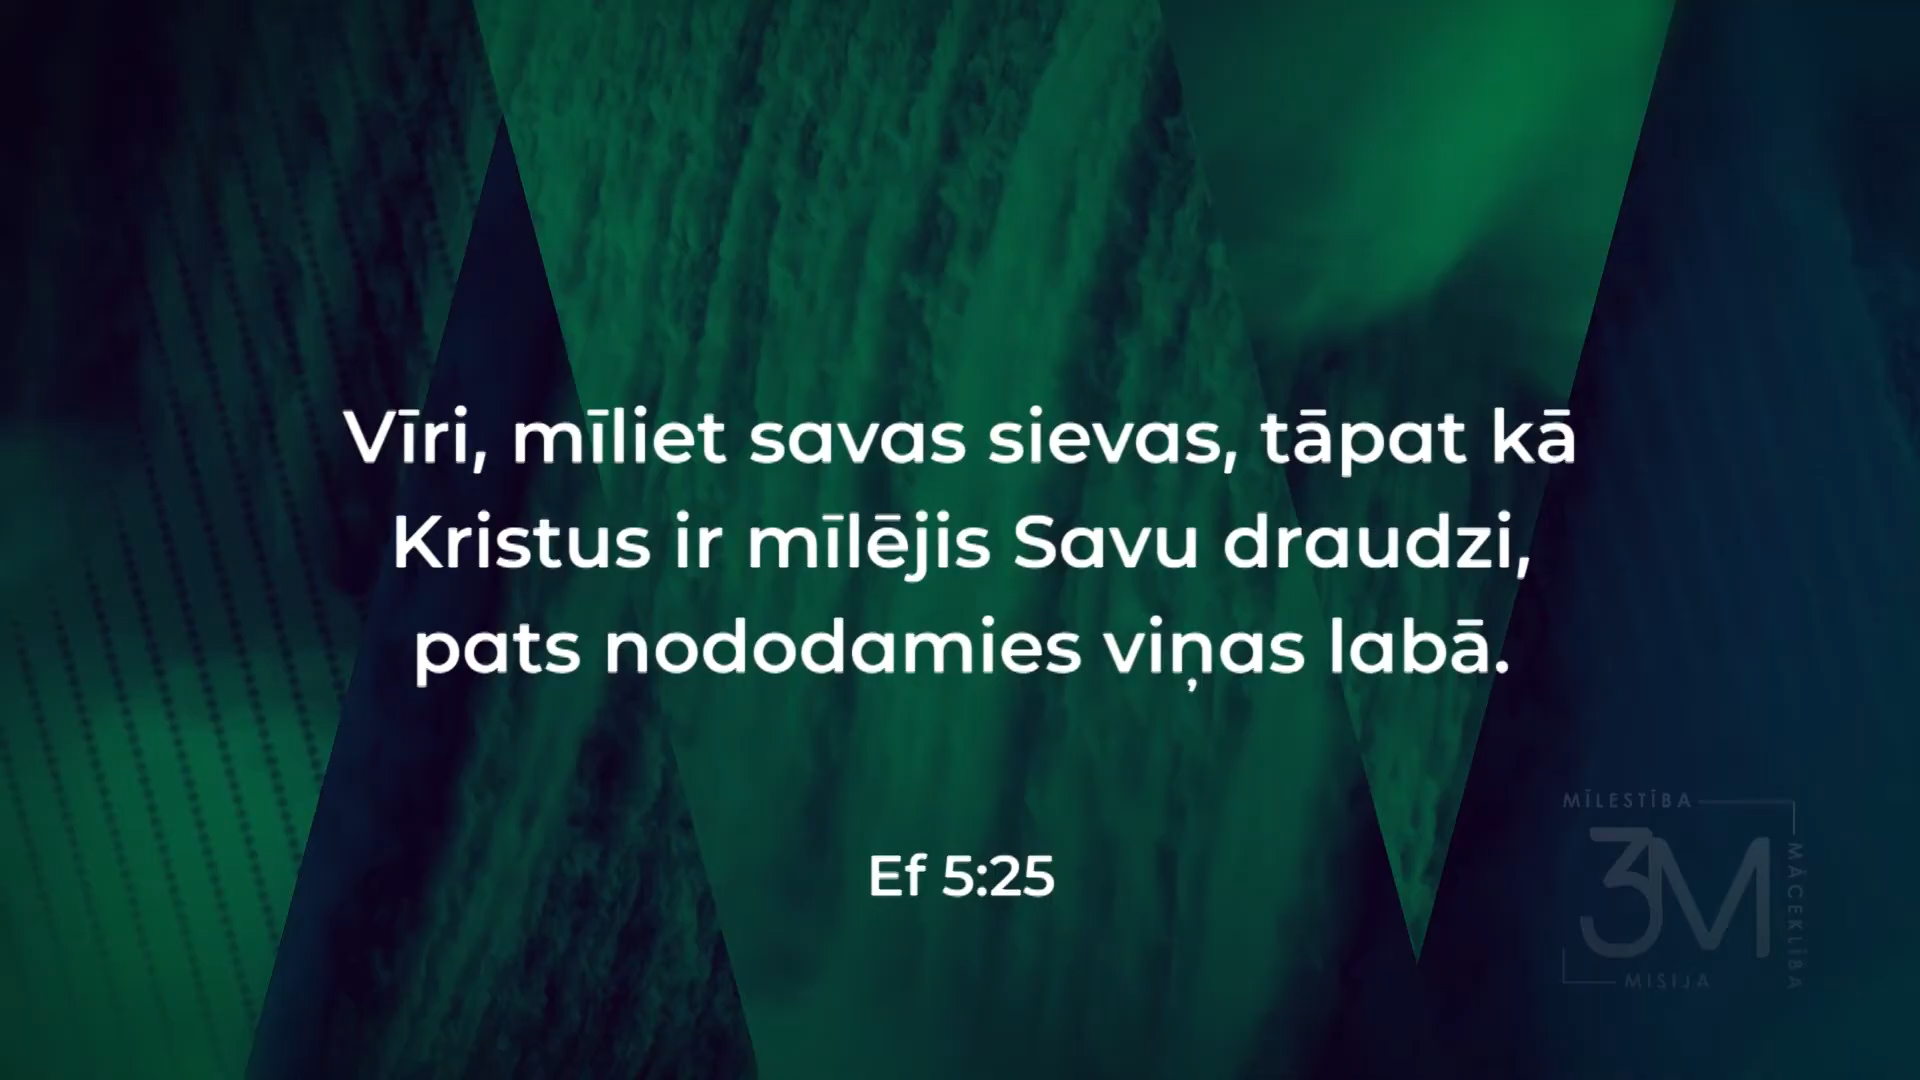 Vīri, mīliet savas sievas, tāpat kā
Kristus ir mīlējis Savu draudzi,
pats nododamies viņas labā.
Ef 5:25
MĪLESTĪBA
3M
MĀCEKLĪBA
MISIJA